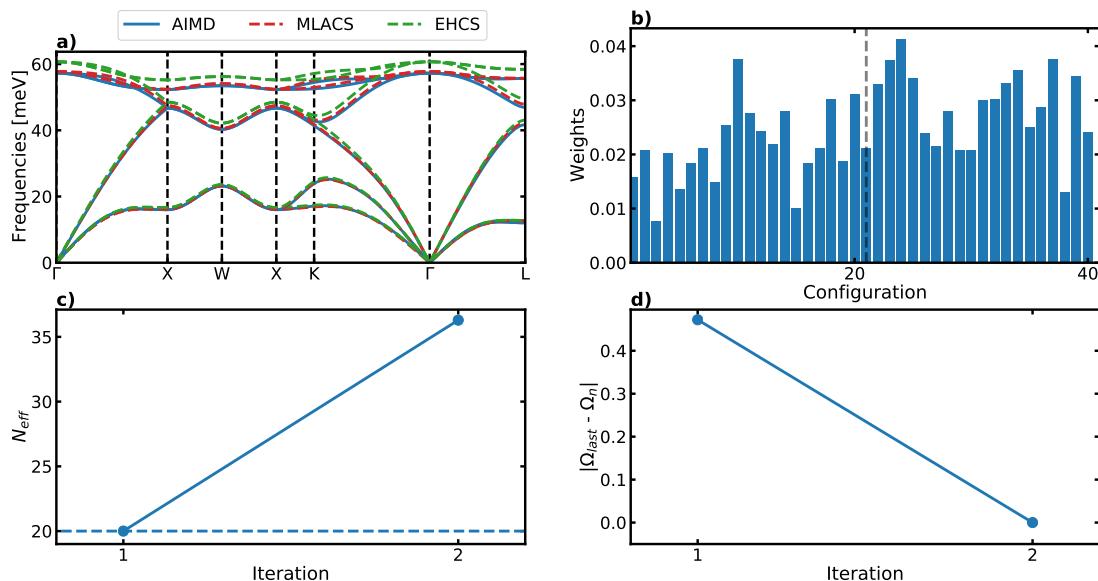 AIMD MLACS EHCS
a)
Frequencies [meV]
60
40
20
0
Γ X W X K Γ L
b)
Weights
0.04
0.03
0.02
0.01
0.00
20 40
Configuration
c)
N_eff
35
30
25
20
1 2
Iteration
d)
|Ω_last - Ω_n|
0.4
0.3
0.2
0.1
0.0
1 2
Iteration